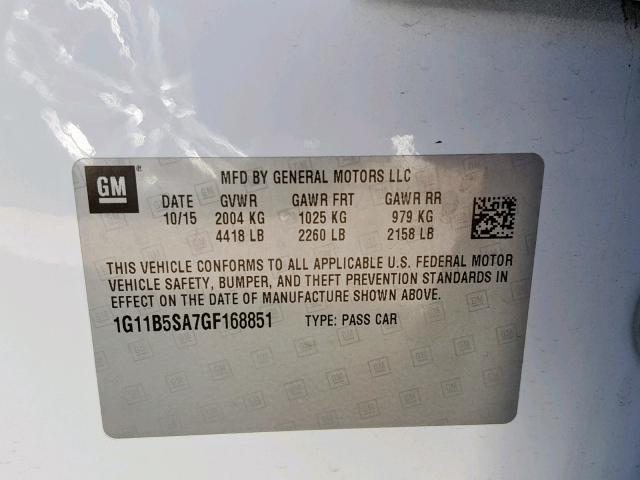 GM
®
MFD BY GENERAL MOTORS LLC
DATE GVWR GAWR FRT GAWR RR
10/15 2004 KG 1025 KG 979 KG
4418 LB 2260 LB 2158 LB
THIS VEHICLE CONFORMS TO ALL APPLICABLE U.S. FEDERAL MOTOR
VEHICLE SAFETY, BUMPER, AND THEFT PREVENTION STANDARDS IN
EFFECT ON THE DATE OF MANUFACTURE SHOWN ABOVE.
1G11B5SA7GF168851 TYPE: PASS CAR